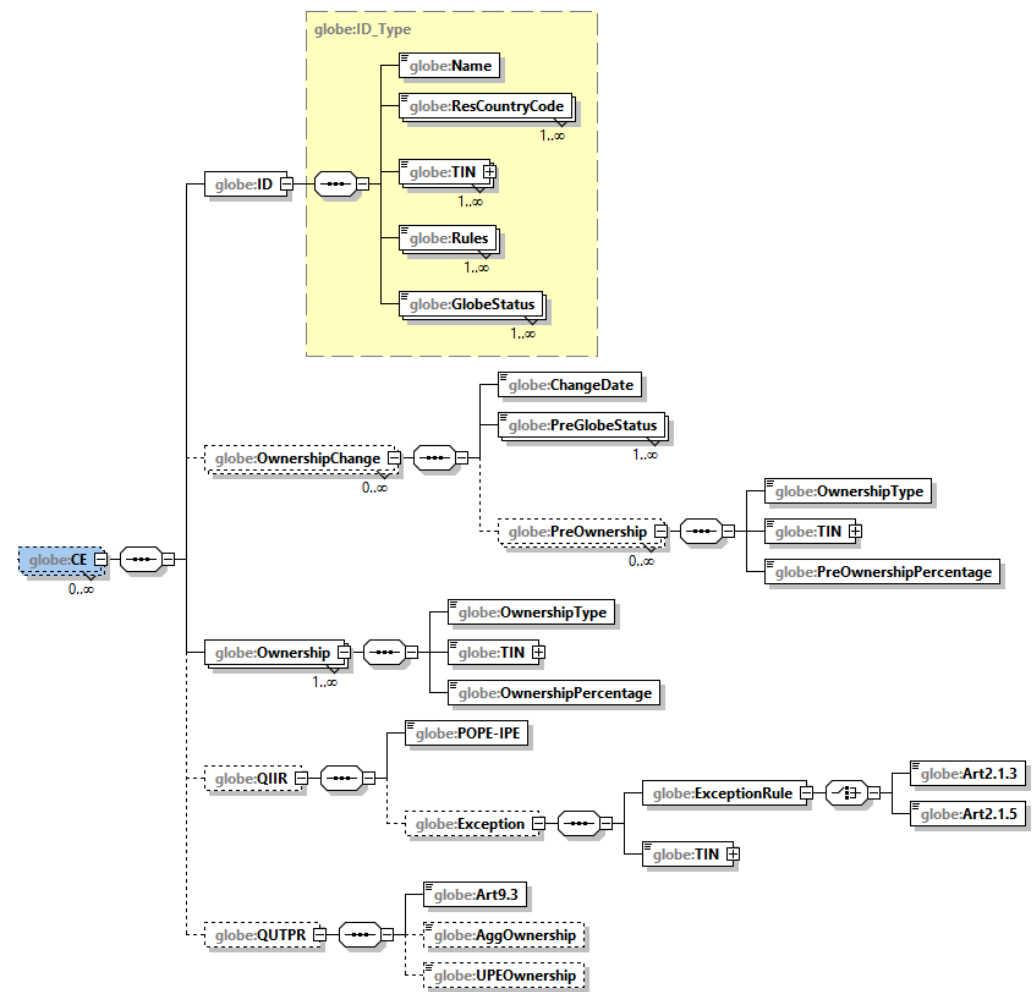 globe:ID_Type
globe:Name
globe:ResCountryCode
1..∞
globe:TIN
1..∞
globe:ID
globe:Rules
1..∞
globe:GlobeStatus
1..∞
globe:ChangeDate
globe:PreGlobeStatus
1..∞
globe:OwnershipChange
0..∞
globe:OwnershipType
globe:PreOwnership
0..∞
globe:TIN
globe:PreOwnershipPercentage
globe:CE
0..∞
globe:OwnershipType
globe:Ownership
1..∞
globe:TIN
globe:OwnershipPercentage
globe:POPE-IPE
globe:QIIR
globe:Art2.1.3
globe:ExceptionRule
globe:Art2.1.5
globe:Exception
globe:TIN
globe:Art9.3
globe:QUTPR
globe:AggOwnership
globe:UPEOwnership